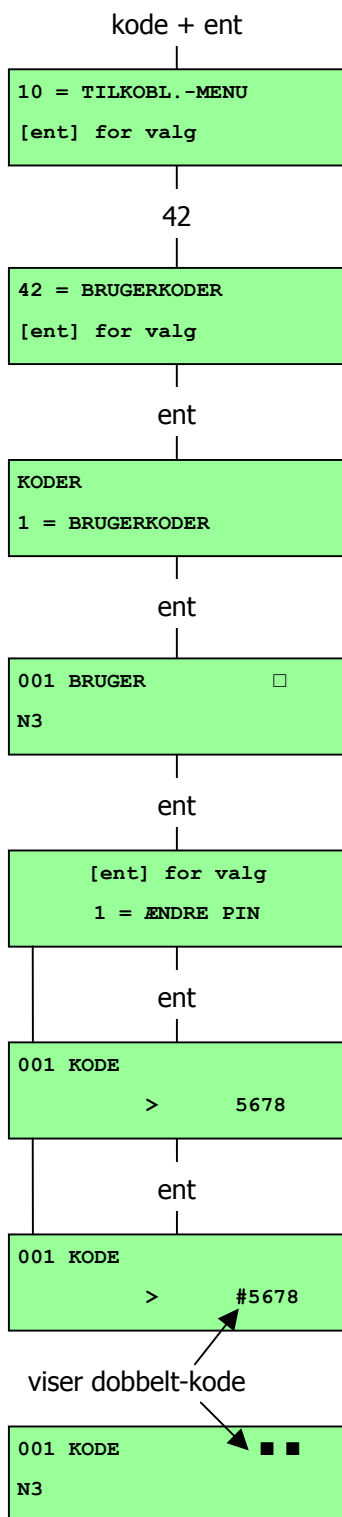 kode + ent
10 = TILKOBL.-MENU
[ent] for valg
42
42 = BRUGERKODER
[ent] for valg
ent
KODER
1 = BRUGERKODER
ent
001 BRUGER □
N3
ent
[ent] for valg
1 = ÆNDRE PIN
ent
001 KODE
> 5678
ent
001 KODE
> #5678
viser dobbelt-kode
001 KODE ■ ■
N3